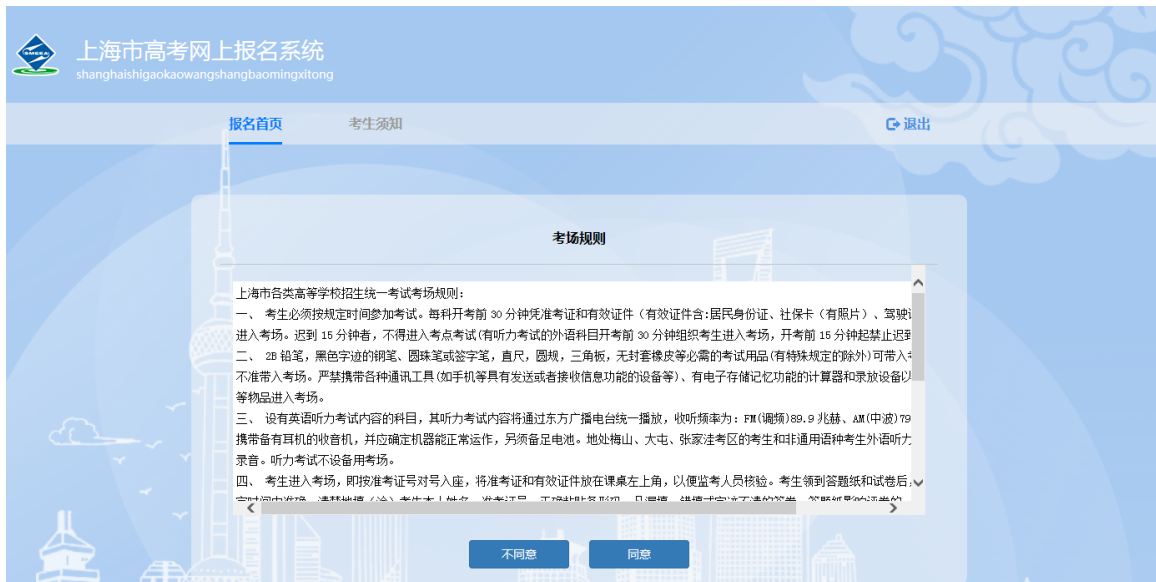 SMEEA
上海市高考网上报名系统
shanghaishigaokaowangshangbaomingxitong
报名首页 考生须知 退出
考场规则
上海市各类高等学校招生统一考试考场规则:
一、 考生必须按规定时间参加考试。每科开考前 30 分钟凭准考证和有效证件（有效证件含:居民身份证、社保卡（有照片）、驾驶
进入考场。迟到 15 分钟者，不得进入考点考试(有听力考试的外语科目开考前 30 分钟组织考生进入考场，开考前 15 分钟起禁止迟到
二、 2B 铅笔，黑色字迹的钢笔、圆珠笔或签字笔，直尺，圆规，三角板，无封套橡皮等必需的考试用品(有特殊规定的除外)可带入
不准带入考场。严禁携带各种通讯工具(如手机等具有发送或者接收信息功能的设备等)、有电子存储记忆功能的计算器和录放设备以
等物品进入考场。
三、 设有英语听力考试内容的科目，其听力考试内容将通过东方广播电台统一播放，收听频率为：FM(调频)89.9 兆赫、AM(中波)79
携带备有耳机的收音机，并应确定机器能正常运作，另须备足电池。地处梅山、大屯、张家洼考区的考生和非通用语种考生外语听力
录音。听力考试不设备用考场。
四、 考生进入考场，即按准考证号对号入座，将准考证和有效证件放在课桌左上角，以便监考人员核验。考生领到答题纸和试卷后，
不同意 同意